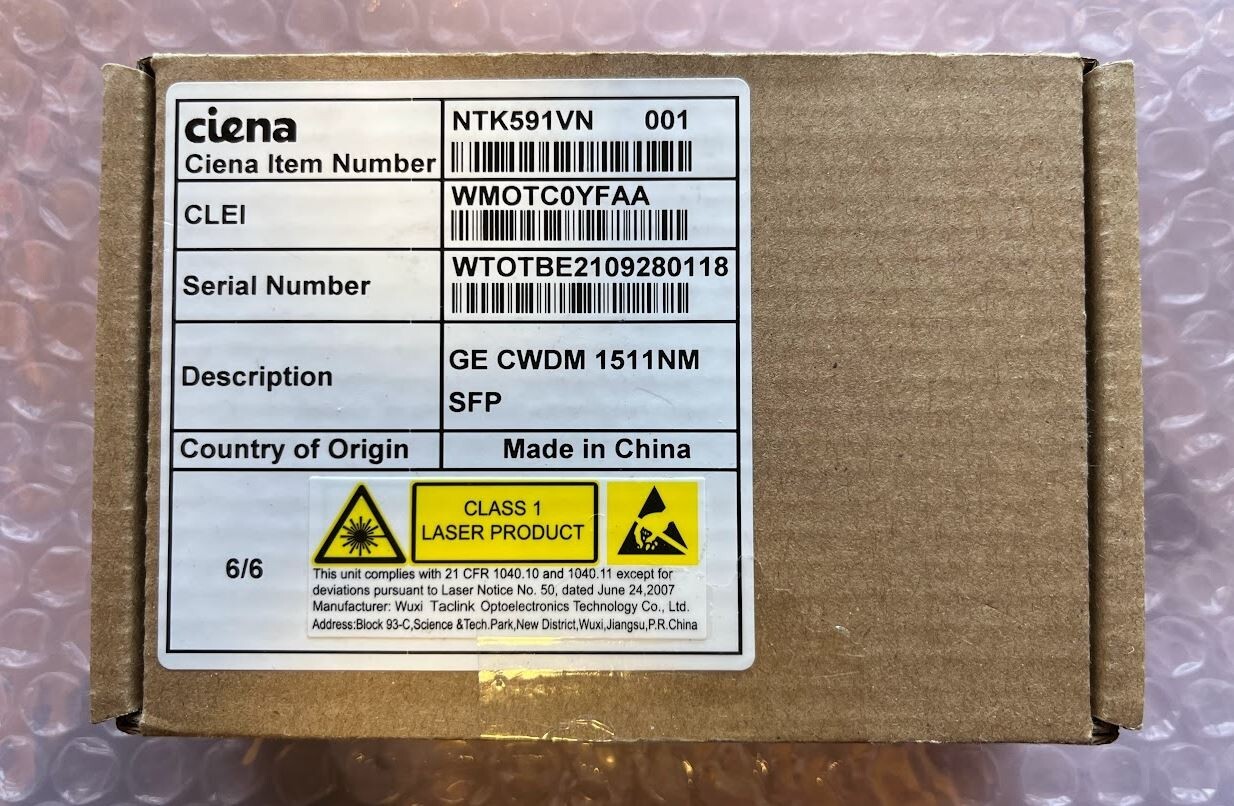 ciena
Ciena Item Number
NTK591VN 001
CLEI
WMOTC0YFAA
Serial Number
WTOTBE2109280118
Description
GE CWDM 1511NM
SFP
Country of Origin
Made in China
6/6
CLASS 1
LASER PRODUCT
This unit complies with 21 CFR 1040.10 and 1040.11 except for
deviations pursuant to Laser Notice No. 50, dated June 24,2007
Manufacturer: Wuxi Taclink Optoelectronics Technology Co., Ltd.
Address:Block 93-C,Science &Tech.Park,New District,Wuxi,Jiangsu,P.R.China